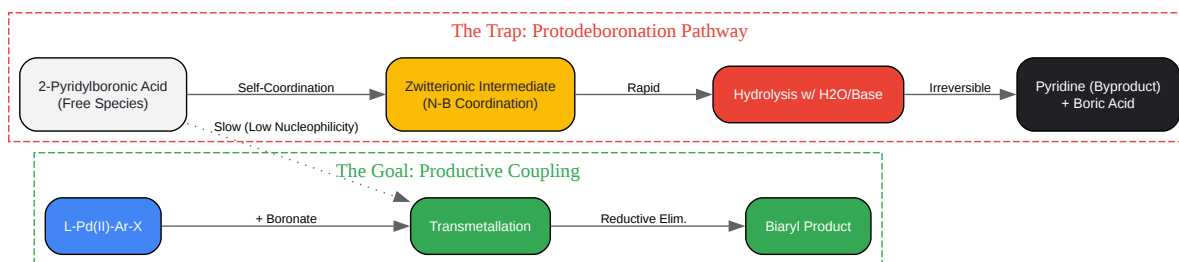 The Trap: Protodeboronation Pathway
2-Pyridylboronic Acid
(Free Species)
Self-Coordination
Zwitterionic Intermediate
(N-B Coordination)
Rapid
Hydrolysis w/ H2O/Base
Irreversible
Pyridine (Byproduct)
+ Boric Acid
Slow (Low Nucleophilicity)
The Goal: Productive Coupling
L-Pd(II)-Ar-X
+ Boronate
Transmetallation
Reductive Elim.
Biaryl Product